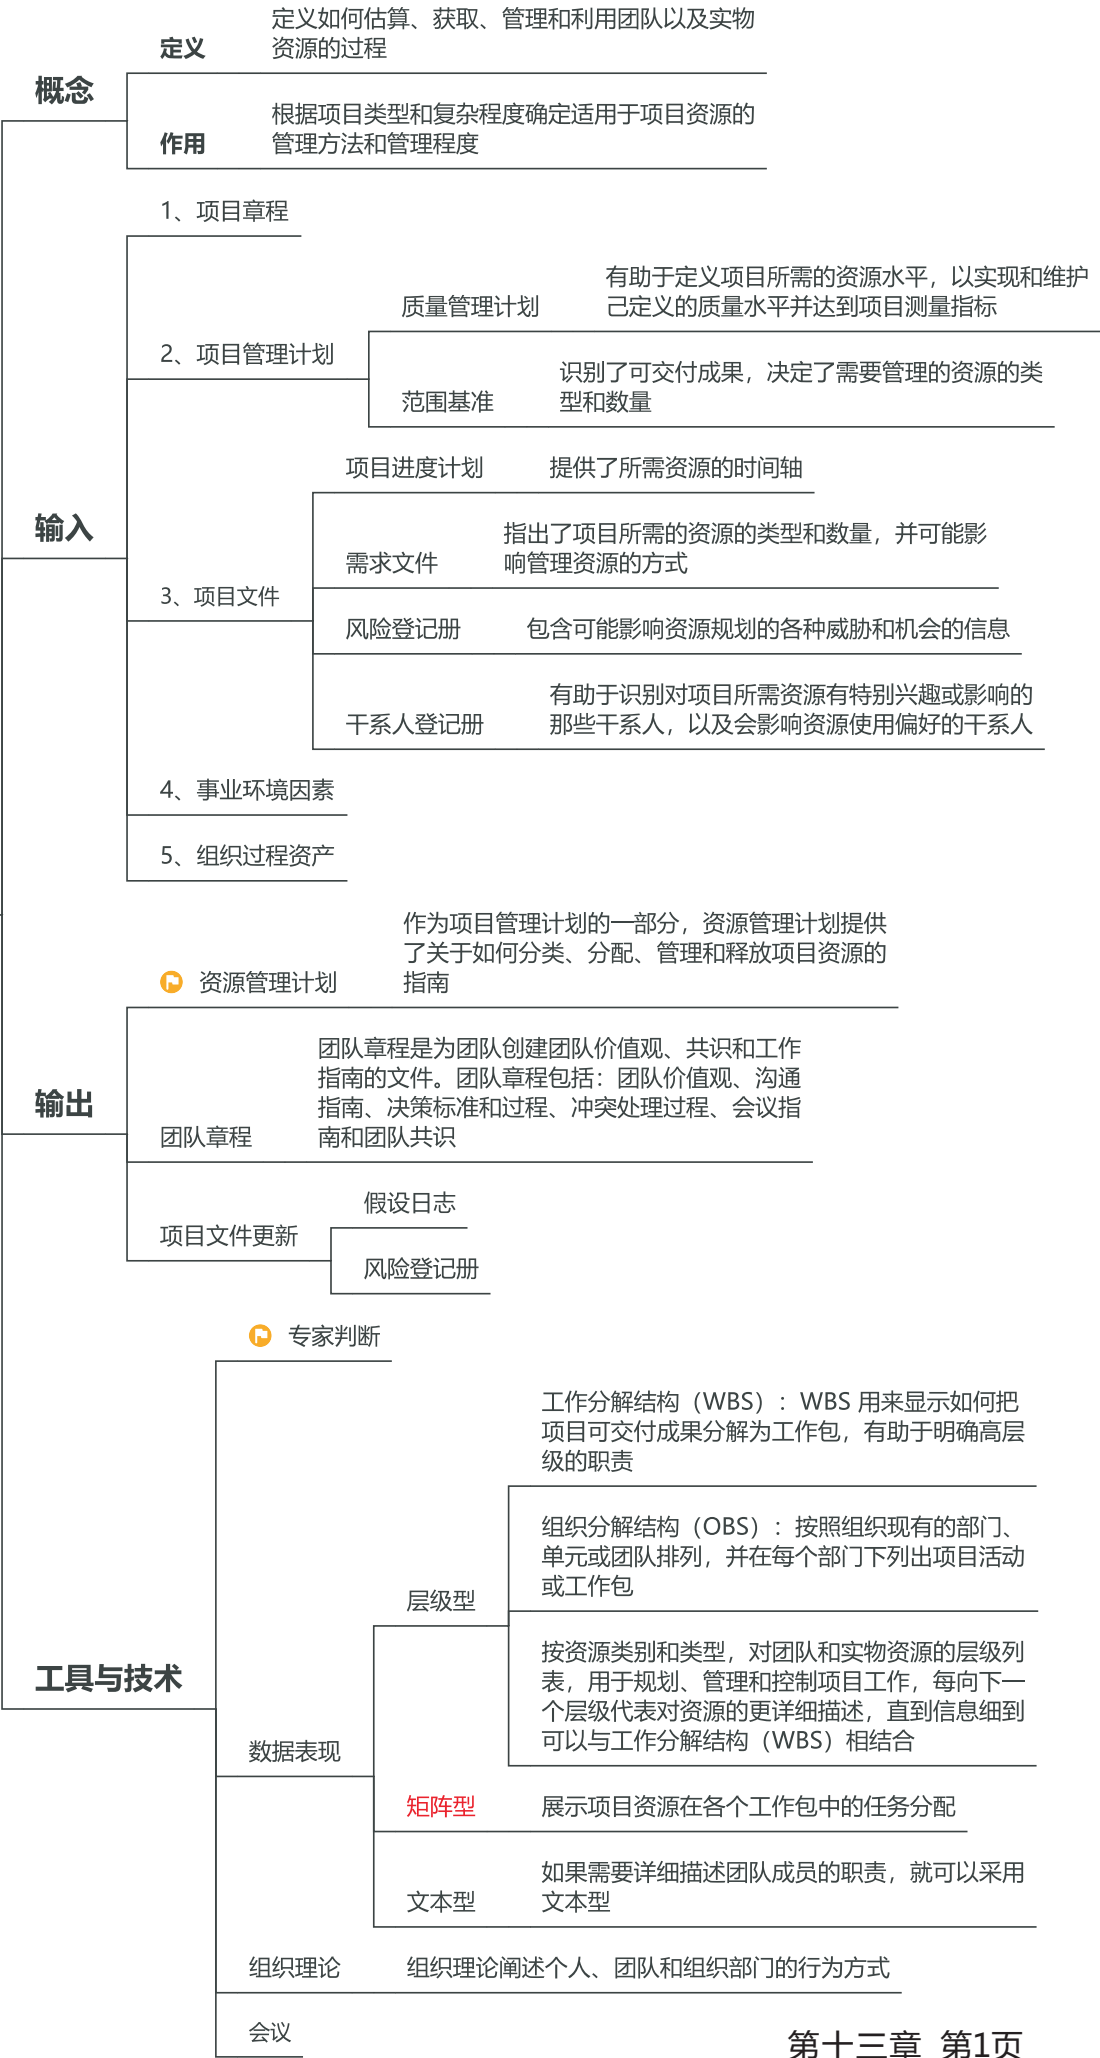 概念
定义
定义如何估算、获取、管理和利用团队以及实物
资源的过程
作用
根据项目类型和复杂程度确定适用于项目资源的
管理方法和管理程度
输入
1、项目章程
2、项目管理计划
质量管理计划
有助于定义项目所需的资源水平，以实现和维护
己定义的质量水平并达到项目测量指标
范围基准
识别了可交付成果，决定了需要管理的资源的类
型和数量
3、项目文件
项目进度计划
提供了所需资源的时间轴
需求文件
指出了项目所需的资源的类型和数量，并可能影
响管理资源的方式
风险登记册
包含可能影响资源规划的各种威胁和机会的信息
干系人登记册
有助于识别对项目所需资源有特别兴趣或影响的
那些干系人，以及会影响资源使用偏好的干系人
4、事业环境因素
5、组织过程资产
输出
资源管理计划
作为项目管理计划的一部分，资源管理计划提供
了关于如何分类、分配、管理和释放项目资源的
指南
团队章程
团队章程是为团队创建团队价值观、共识和工作
指南的文件。团队章程包括：团队价值观、沟通
指南、决策标准和过程、冲突处理过程、会议指
南和团队共识
项目文件更新
假设日志
风险登记册
工具与技术
专家判断
数据表现
层级型
工作分解结构（WBS）：WBS 用来显示如何把
项目可交付成果分解为工作包，有助于明确高层
级的职责
组织分解结构（OBS）：按照组织现有的部门、
单元或团队排列，并在每个部门下列出项目活动
或工作包
按资源类别和类型，对团队和实物资源的层级列
表，用于规划、管理和控制项目工作，每向下一
个层级代表对资源的更详细描述，直到信息细到
可以与工作分解结构（WBS）相结合
矩阵型
展示项目资源在各个工作包中的任务分配
文本型
如果需要详细描述团队成员的职责，就可以采用
文本型
组织理论
组织理论阐述个人、团队和组织部门的行为方式
会议
第十三章 第1页